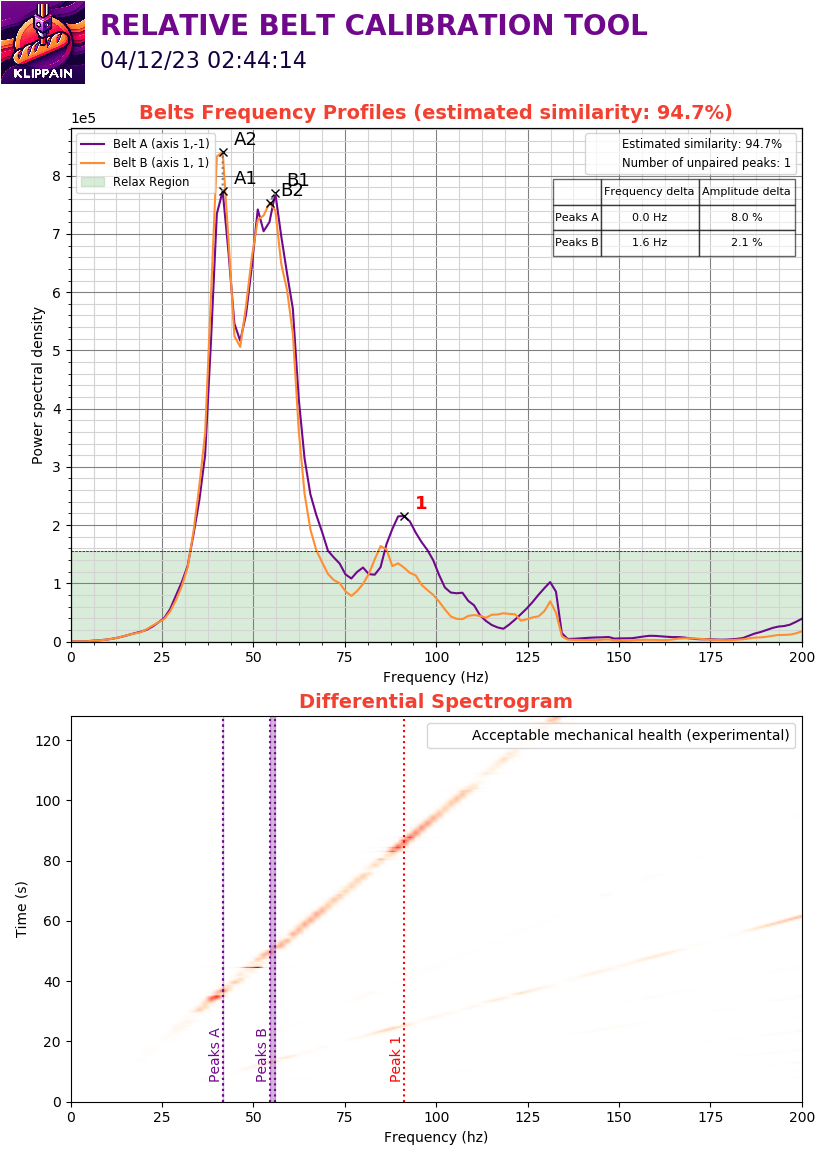 RELATIVE BELT CALIBRATION TOOL
04/12/23 02:44:14
KLIPPAIN
Belts Frequency Profiles (estimated similarity: 94.7%)
1e5
Belt A (axis 1,-1)
Belt B (axis 1, 1)
Relax Region
A2
A1
B1
B2
1
Estimated similarity: 94.7%
Number of unpaired peaks: 1
Frequency delta Amplitude delta
Peaks A 0.0 Hz 8.0 %
Peaks B 1.6 Hz 2.1 %
8
7
6
5
4
3
2
1
0
Power spectral density
0 25 50 75 100 125 150 175 200
Frequency (Hz)
Differential Spectrogram
Acceptable mechanical health (experimental)
120
100
80
60
40
20
0
Time (s)
Peaks A
Peaks B
Peak 1
0 25 50 75 100 125 150 175 200
Frequency (hz)